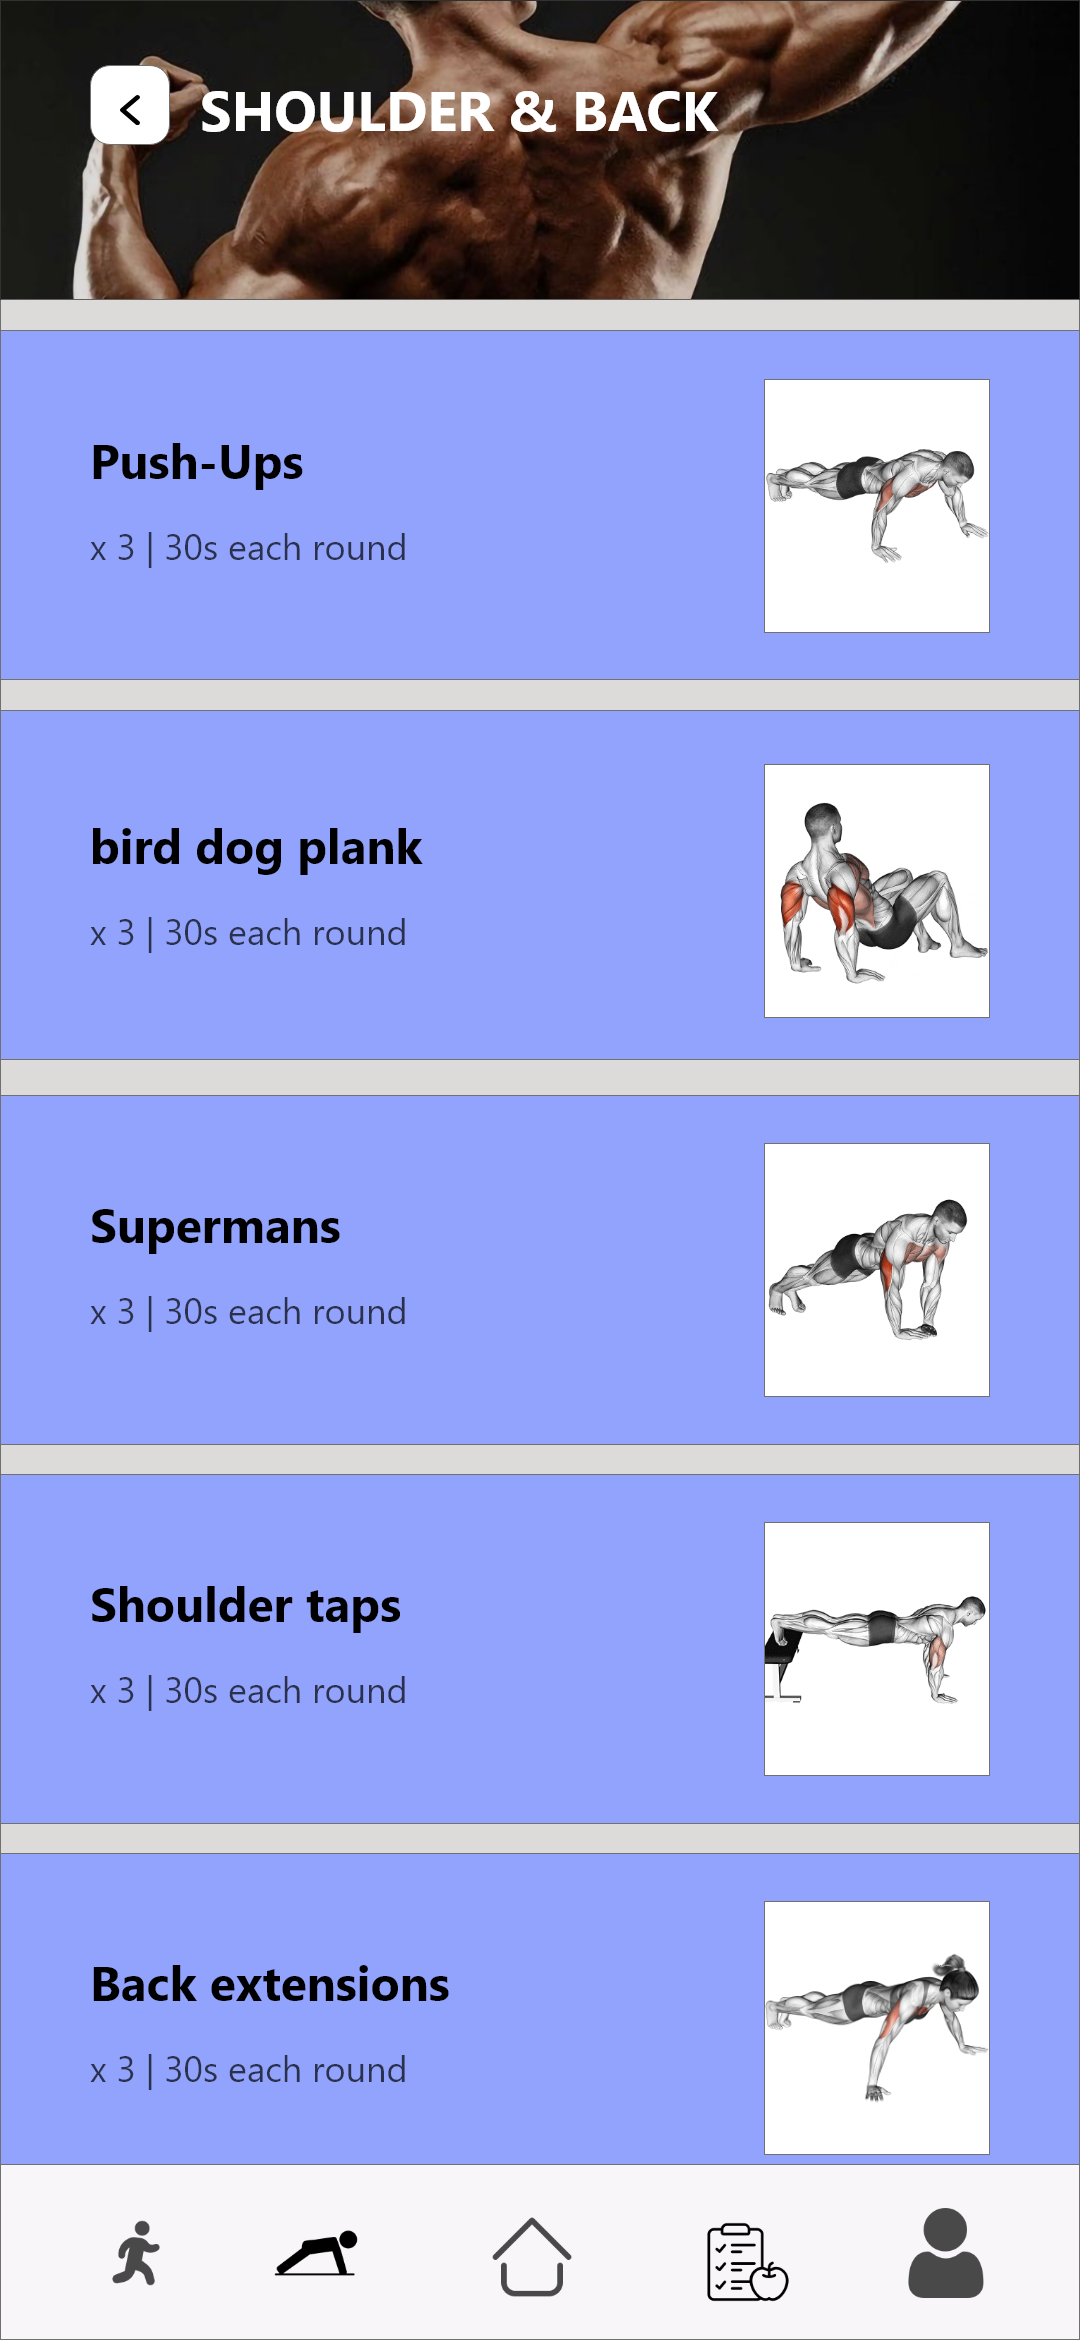 SHOULDER & BACK
Push-Ups
x 3 | 30s each round
bird dog plank
x 3 | 30s each round
Supermans
x 3 | 30s each round
Shoulder taps
x 3 | 30s each round
Back extensions
x 3 | 30s each round